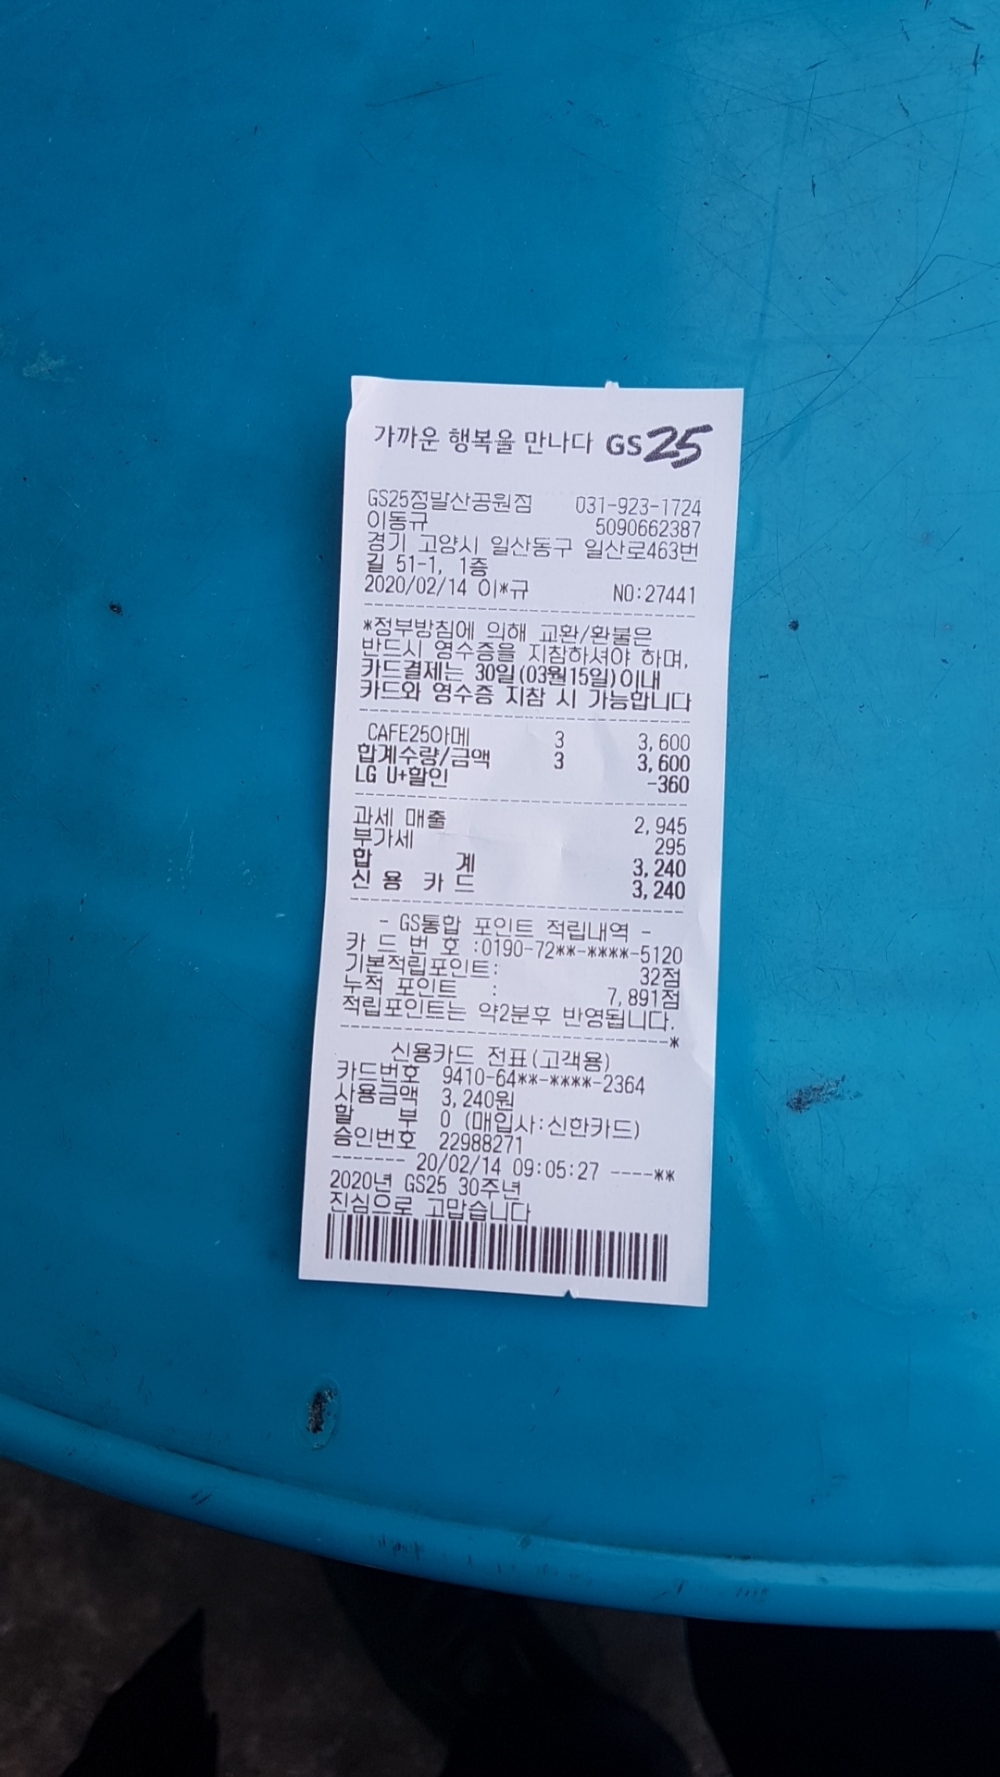 가까운 행복을 만나다 GS25
GS25정발산공원점 031-923-1724
이동규 5090662387
경기 고양시 일산동구 일산로463번
길 51-1, 1층
2020/02/14 이*규 NO:27441
*정부방침에 의해 교환/환불은
반드시 영수증을 지참하셔야 하며,
카드결제는 30일(03월15일)이내
카드와 영수증 지참 시 가능합니다
CAFE25아메 3 3,600
합계수량/금액 3 3,600
LG U+할인 -360
과세 매출 2,945
부가세 295
합 계 3,240
신 용 카 드 3,240
- GS통합 포인트 적립내역 -
카 드 번 호 :0190-72**-****-5120
기본적립포인트: 32점
누적 포인트 : 7,891점
적립포인트는 약2분후 반영됩니다.
--------------------------------*
신용카드 전표(고객용)
카드번호 9410-64**-****-2364
사용금액 3,240원
할 부 0 (매입사:신한카드)
승인번호 22988271
------- 20/02/14 09:05:27 ----**
2020년 GS25 30주년
진심으로 고맙습니다